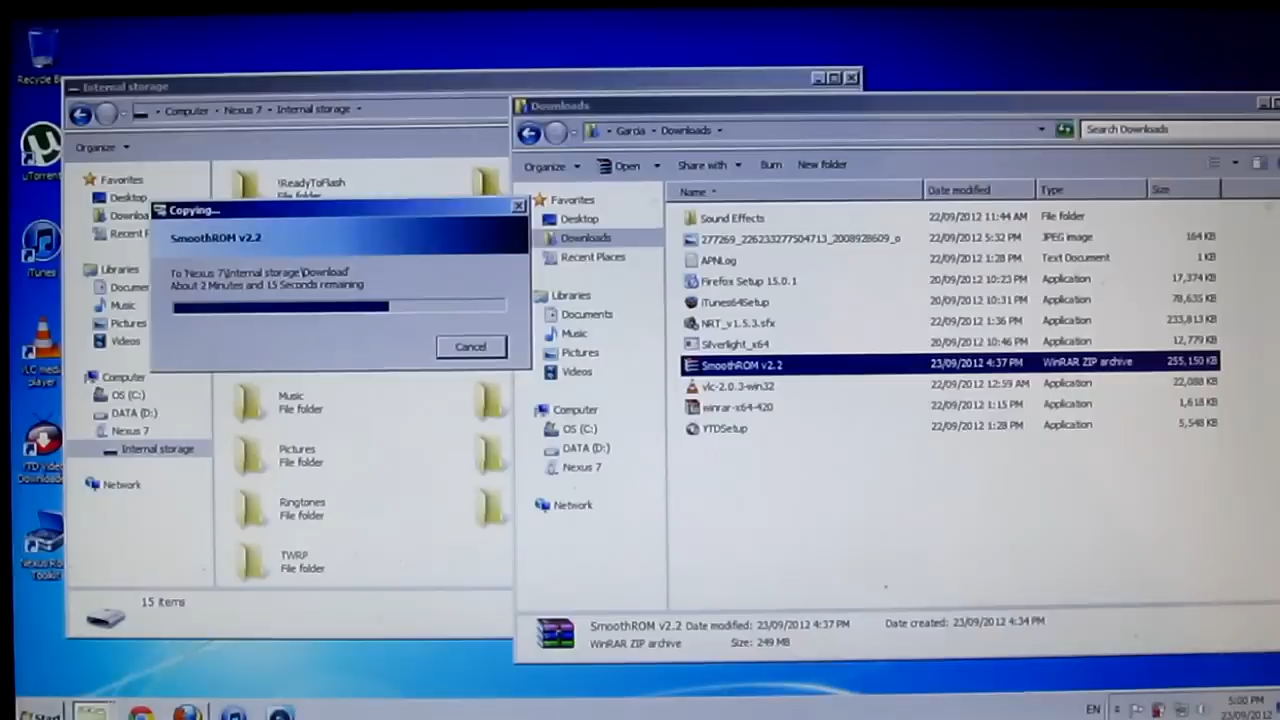 Recycle
Internal storage
Computer Nexus 7 Internal storage
Organize
Favorites
Desktop
Recent
Libraries
Music
Pictures
Videos
Computer
OS (C:)
DATA (D:)
Nexus 7
Internal storage
Network
!ReadyToFlash
File folder
Music
File folder
Pictures
File folder
Ringtones
File folder
TWRP
File folder
15 items
Copying...
SmoothROM v2.2
To 'Nexus 7\Internal storage\Download'
About 2 Minutes and 15 Seconds remaining
Cancel
Downloads
Garcia Downloads
Search Downloads
Organize Open Share with Burn New folder
Favorites
Desktop
Downloads
Recent Places
Libraries
Documents
Music
Pictures
Videos
Computer
OS (C:)
DATA (D:)
Nexus 7
Network
Name Date modified Type Size
Sound Effects 22/09/2012 11:44 AM File folder
277269_226233277504713_2008928609_o 22/09/2012 5:32 PM JPEG image 164 KB
APNLog 22/09/2012 1:28 PM Text Document 1 KB
Firefox Setup 15.0.1 20/09/2012 10:23 PM Application 17,374 KB
iTunes64Setup 20/09/2012 10:31 PM Application 78,635 KB
NRT_v1.5.3.sfx 22/09/2012 1:36 PM Application 233,813 KB
Silverlight_x64 20/09/2012 10:46 PM Application 12,779 KB
SmoothROM v2.2 23/09/2012 4:37 PM WinRAR ZIP archive 255,150 KB
vlc-2.0.3-win32 22/09/2012 12:59 AM Application 22,088 KB
winrar-x64-420 22/09/2012 1:15 PM Application 1,618 KB
YTDSetup 22/09/2012 1:28 PM Application 5,548 KB
SmoothROM v2.2 Date modified: 23/09/2012 4:37 PM Date created: 23/09/2012 4:34 PM
WinRAR ZIP archive Size: 249 MB
uTorrent
iTunes
VLC media
player
YTD Video
Toolkit
Start
EN
5:00 PM
23/09/2012